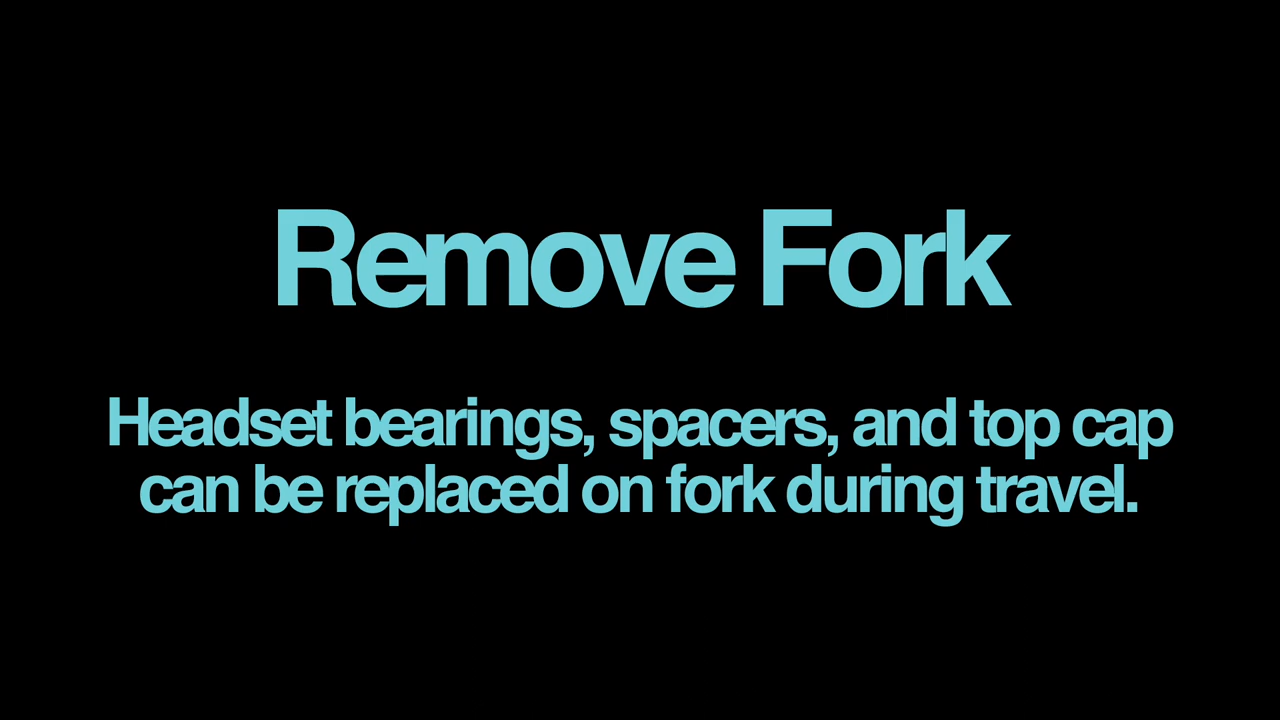 Remove Fork
Headset bearings, spacers, and top cap
can be replaced on fork during travel.